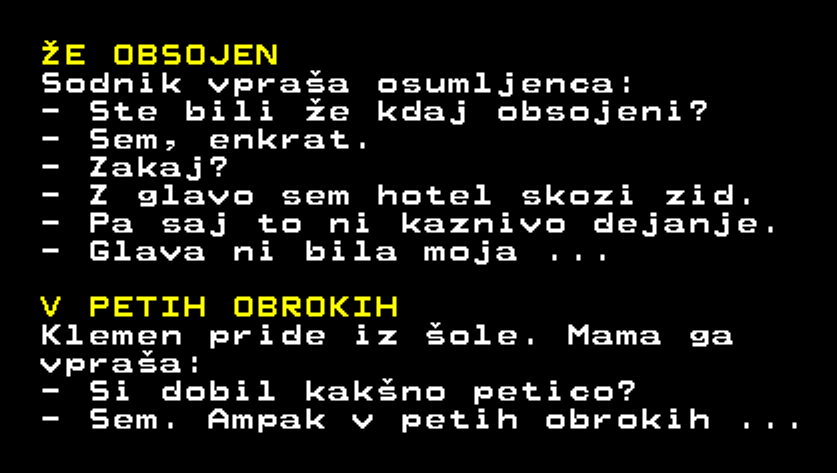 ŽE OBSOJEN
Sodnik vpraša osumljenca:
- Ste bili že kdaj obsojeni?
- Sem, enkrat.
- Zakaj?
- Z glavo sem hotel skozi zid.
- Pa saj to ni kaznivo dejanje.
- Glava ni bila moja ...
V PETIH OBROKIH
Klemen pride iz šole. Mama ga
vpraša:
- Si dobil kakšno petico?
- Sem. Ampak v petih obrokih ...